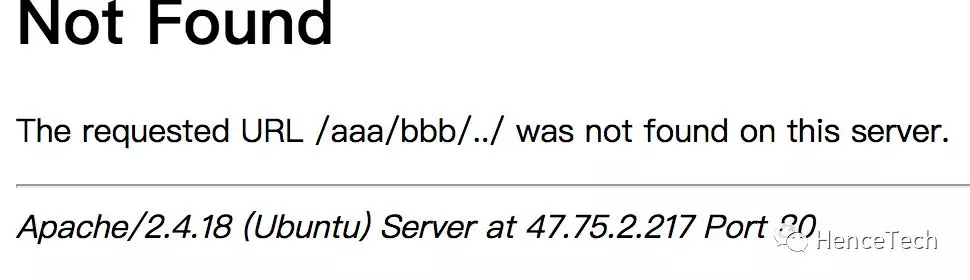 Not Found
The requested URL /aaa/bbb/../ was not found on this server.
Apache/2.4.18 (Ubuntu) Server at 47.75.2.217 Port 80
HenceTech